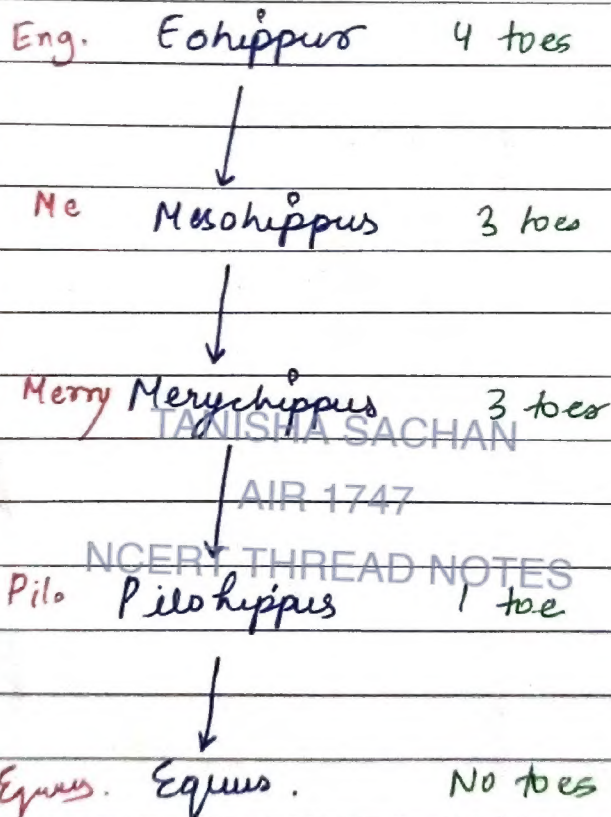 Eng. Eohippus 4 toes
Me Mesohippus 3 toes
Merry Merychippus 3 toes
TANISHA SACHAN
AIR 1747
NCERT THREAD NOTES
Pilo Pilohippus 1 toe
Equus. Equus. No toes